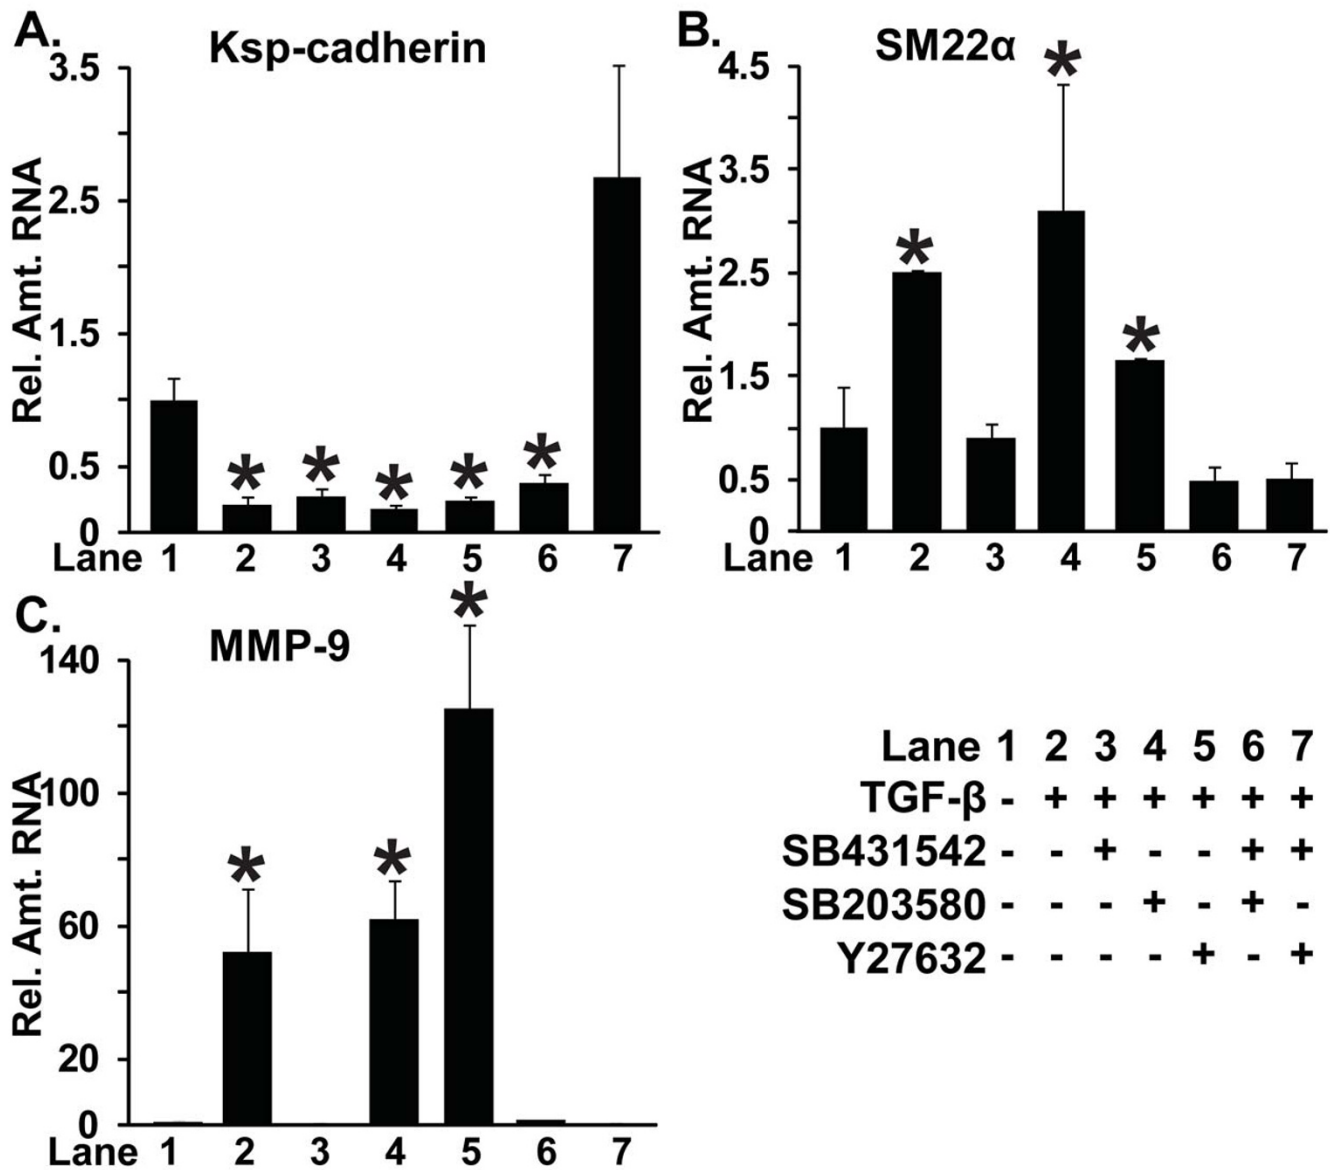 A.
Ksp-cadherin
Rel. Amt. RNA
3.5
2.5
1.5
0.5
0
* * * * *
Lane 1 2 3 4 5 6 7
B.
SM22α
Rel. Amt. RNA
4.5
3.5
2.5
1.5
0.5
0
* * *
Lane 1 2 3 4 5 6 7
C.
MMP-9
Rel. Amt. RNA
140
100
60
20
0
* * *
Lane 1 2 3 4 5 6 7
Lane 1 2 3 4 5 6 7
TGF-β - + + + + + +
SB431542 - - + - - + +
SB203580 - - - + - + -
Y27632 - - - - + - +